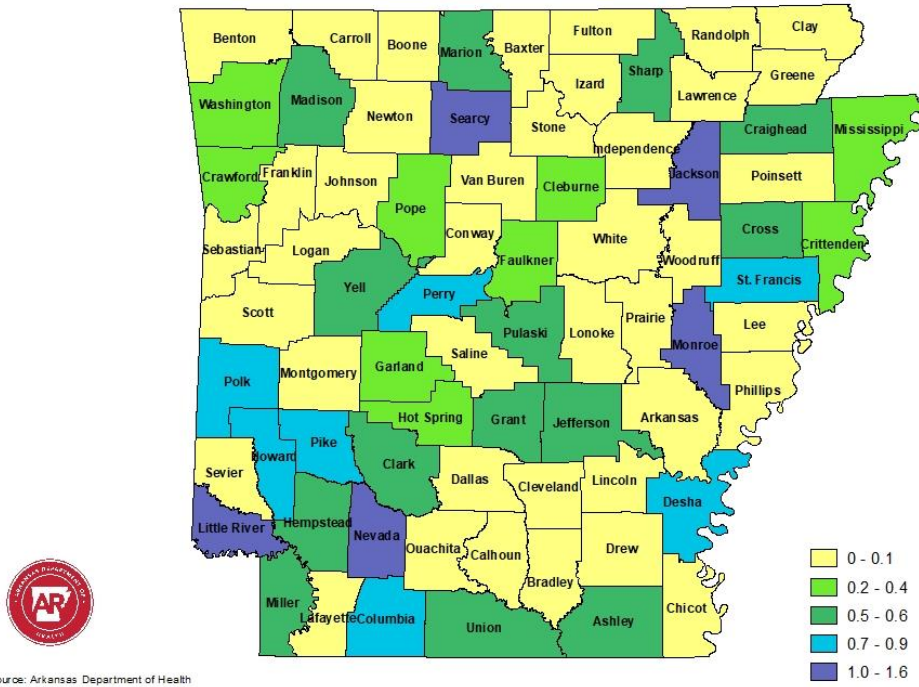 Benton
Carroll
Boone
Marion
Baxter
Fulton
Randolph
Clay
Izard
Sharp
Greene
Lawrence
Washington
Madison
Newton
Searcy
Stone
Independence
Jackson
Craighead
Mississippi
Crawford
Franklin
Johnson
Pope
Van Buren
Cleburne
Poinsett
Sebastian
Logan
Conway
Faulkner
White
Woodruff
Cross
Crittenden
Yell
Perry
St. Francis
Scott
Pulaski
Lonoke
Prairie
Monroe
Lee
Polk
Montgomery
Garland
Saline
Phillips
Hot Spring
Grant
Jefferson
Arkansas
Sevier
Howard
Pike
Clark
Dallas
Cleveland
Lincoln
Desha
Little River
Hempstead
Nevada
Ouachita
Calhoun
Bradley
Drew
Chicot
Miller
Lafayette
Columbia
Union
Ashley
0 - 0.1
0.2 - 0.4
0.5 - 0.6
0.7 - 0.9
1.0 - 1.6
ARKANSAS DEPARTMENT OF
AR
HEALTH
ource: Arkansas Department of Health